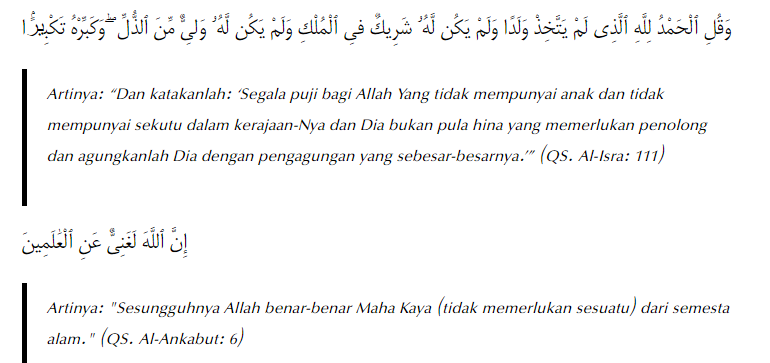 وَقُلِ ٱلْحَمْدُ لِلَّهِ ٱلَّذِى لَمْ يَتَّخِذْ وَلَدًا وَلَمْ يَكُن لَّهُۥ شَرِيكٌ فِى ٱلْمُلْكِ وَلَمْ يَكُن لَّهُۥ وَلِىٌّ مِّنَ ٱلذُّلِّ ۖ وَكَبِّرْهُ تَكْبِيرًۢا
Artinya: “Dan katakanlah: ‘Segala puji bagi Allah Yang tidak mempunyai anak dan tidak
mempunyai sekutu dalam kerajaan-Nya dan Dia bukan pula hina yang memerlukan penolong
dan agungkanlah Dia dengan pengagungan yang sebesar-besarnya.’” (QS. Al-Isra: 111)
إِنَّ ٱللَّهَ لَغَنِىٌّ عَنِ ٱلْعَٰلَمِينَ
Artinya: "Sesungguhnya Allah benar-benar Maha Kaya (tidak memerlukan sesuatu) dari semesta
alam." (QS. Al-Ankabut: 6)